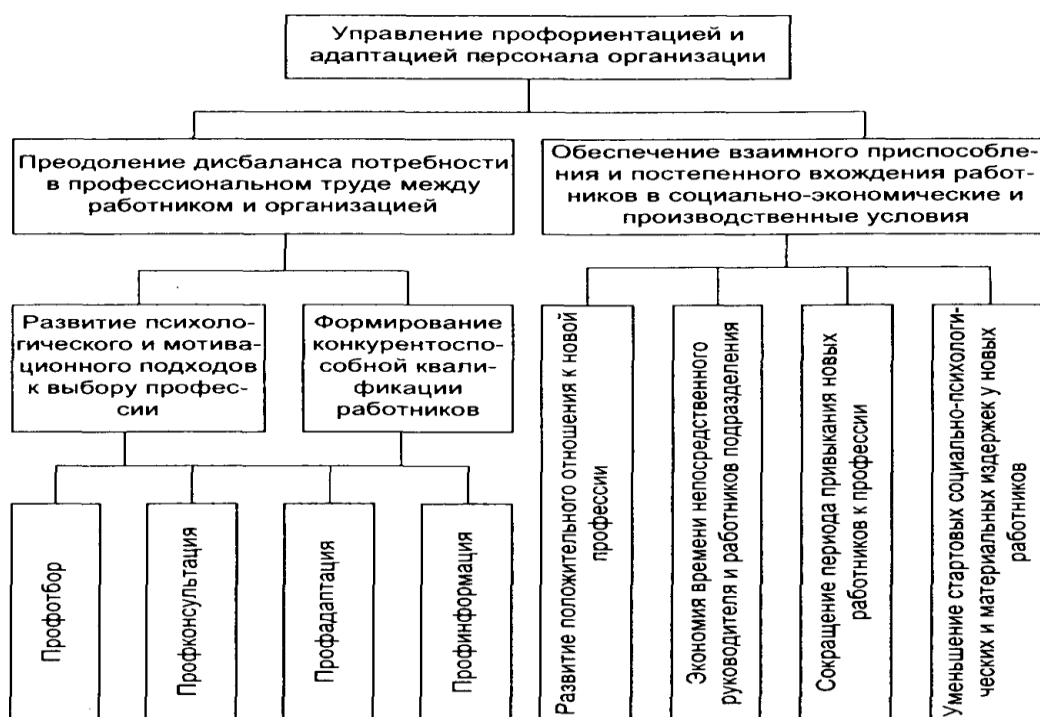 Управление профориентацией и
адаптацией персонала организации
Преодоление дисбаланса потребности
в профессиональном труде между
работником и организацией
Обеспечение взаимного приспособле-
ния и постепенного вхождения работ-
ников в социально-экономические и
производственные условия
Развитие психоло-
гического и мотива-
ционного подходов
к выбору профес-
сии
Формирование
конкурентоспо-
собной квали-
фикации
работников
Профотбор
Профконсультация
Профадаптация
Профинформация
Развитие положительного отношения к новой
профессии
Экономия времени непосредственного
руководителя и работников подразделения
Сокращение периода привыкания новых
работников к профессии
Уменьшение стартовых социально-психологи-
ческих и материальных издержек у новых
работников